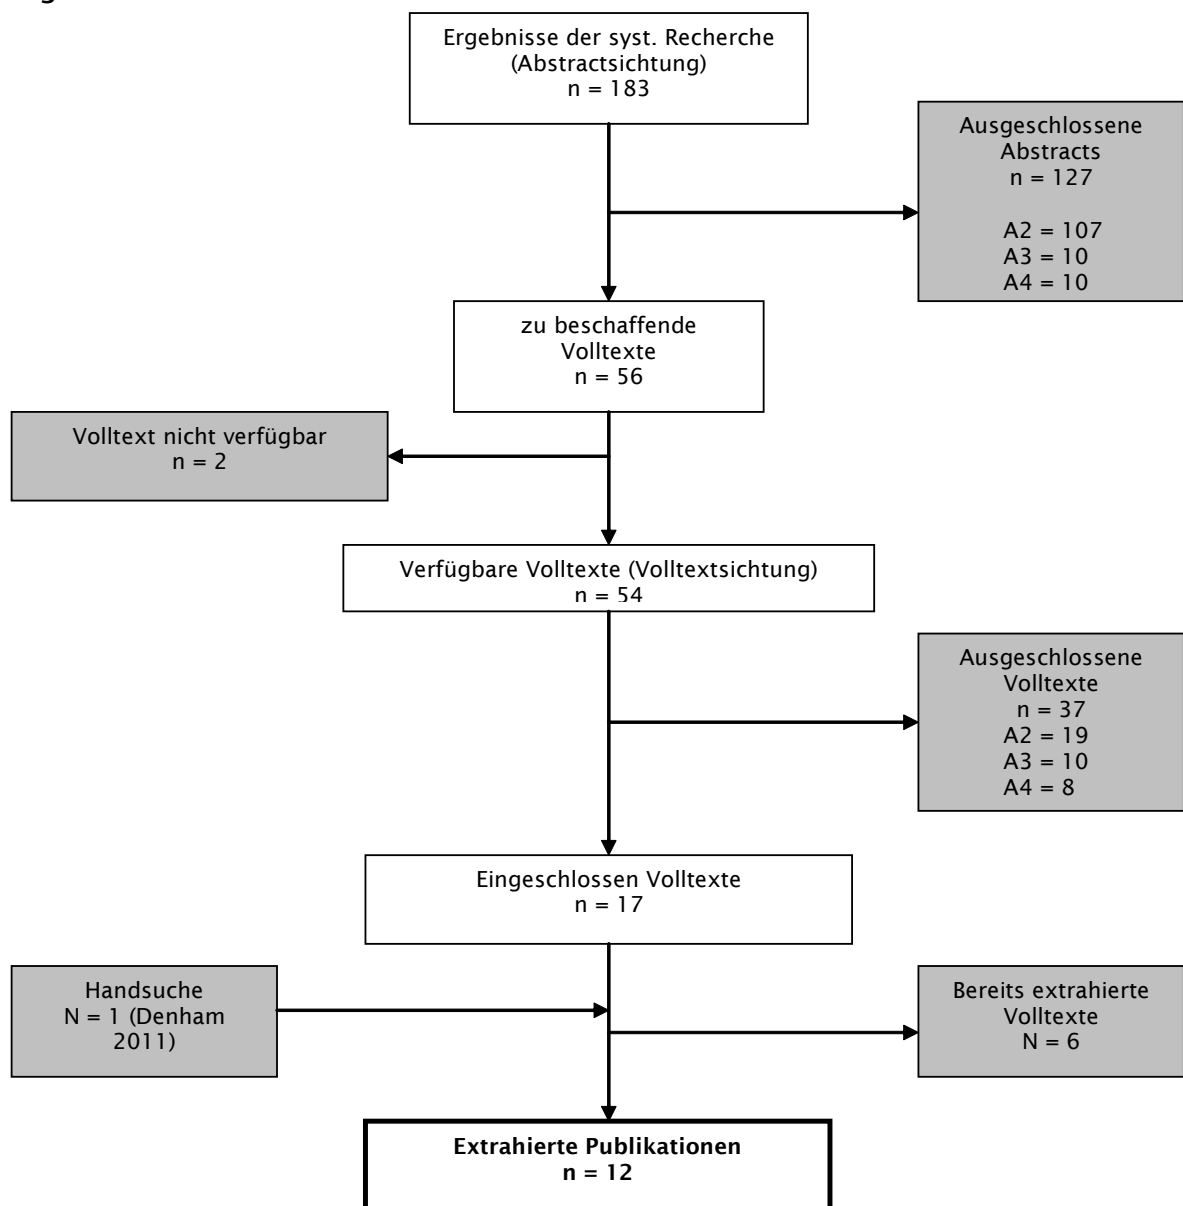 Ergebnisse der syst. Recherche
(Abstractsichtung)
n = 183
Ausgeschlossene
Abstracts
n = 127
A2 = 107
A3 = 10
A4 = 10
zu beschaffende
Volltexte
n = 56
Volltext nicht verfügbar
n = 2
Verfügbare Volltexte (Volltextsichtung)
n = 54
Ausgeschlossene
Volltexte
n = 37
A2 = 19
A3 = 10
A4 = 8
Eingeschlossen Volltexte
n = 17
Handsuche
N = 1 (Denham
2011)
Bereits extrahierte
Volltexte
N = 6
Extrahierte Publikationen
n = 12